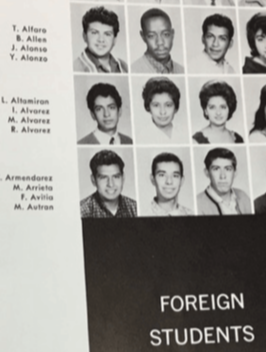 T. Alfaro
B. Allen
J. Alonso
Y. Alonzo
L. Altamiran
I. Alvarez
M. Alvarez
R. Alvarez
. Armendarez
M. Arrieta
F. Avitia
M. Autran
FOREIGN
STUDENTS